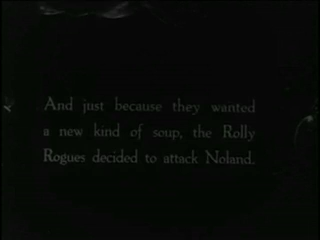 And just because they wanted
a new kind of soup, the Rolly
Rogues decided to attack Noland.